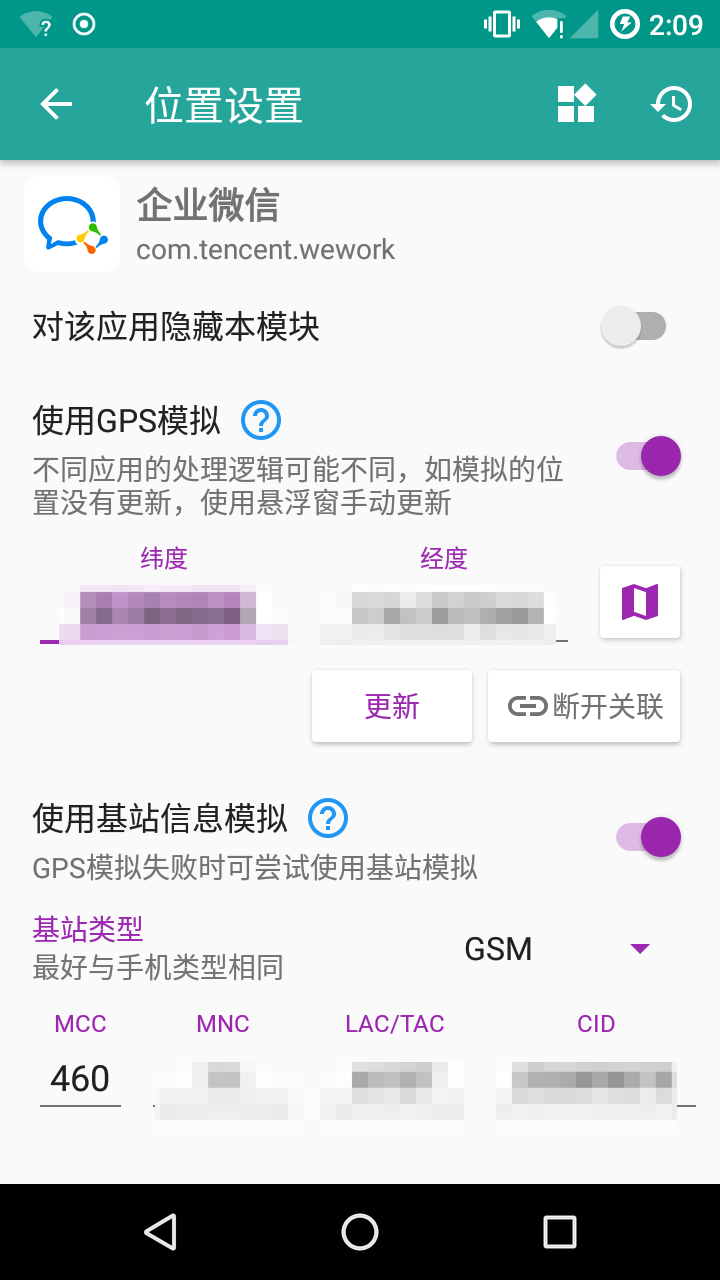 2:09
位置设置
企业微信
com.tencent.wework
对该应用隐藏本模块
使用GPS模拟
不同应用的处理逻辑可能不同，如模拟的位
置没有更新，使用悬浮窗手动更新
纬度 经度
更新 断开关联
使用基站信息模拟
GPS模拟失败时可尝试使用基站模拟
基站类型
最好与手机类型相同
GSM
MCC MNC LAC/TAC CID
460